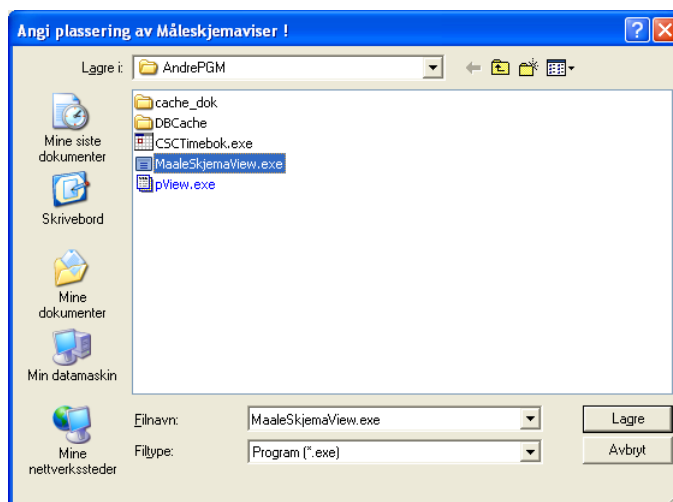 Angi plassering av Måleskjemaviser !
Lagre i:
AndrePGM
Mine siste
dokumenter
Skrivebord
Mine
dokumenter
Min datamaskin
Mine
nettverkssteder
cache_dok
DBCache
CSCTimebok.exe
MaaleSkjemaView.exe
pView.exe
Filnavn:
MaaleSkjemaView.exe
Lagre
Filtype:
Program (*.exe)
Avbryt